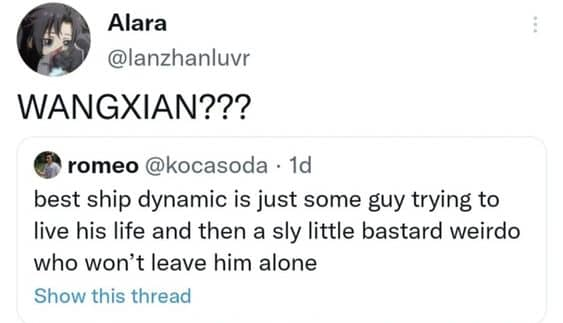 Alara
@lanzhanluvr
WANGXIAN???
romeo @kocasoda · 1d
best ship dynamic is just some guy trying to
live his life and then a sly little bastard weirdo
who won’t leave him alone
Show this thread